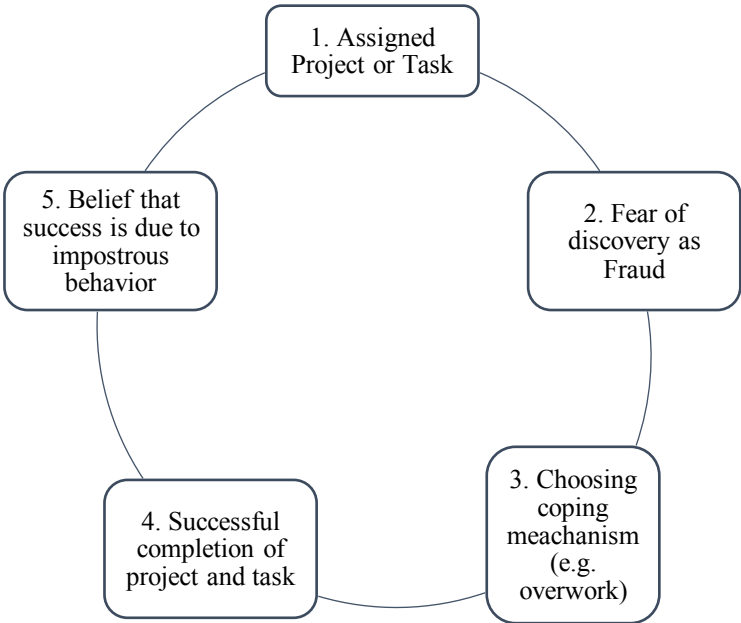 1. Assigned
Project or Task
2. Fear of
discovery as
Fraud
3. Choosing
coping
meachanism
(e.g.
overwork)
4. Successful
completion of
project and task
5. Belief that
success is due to
impostrous
behavior